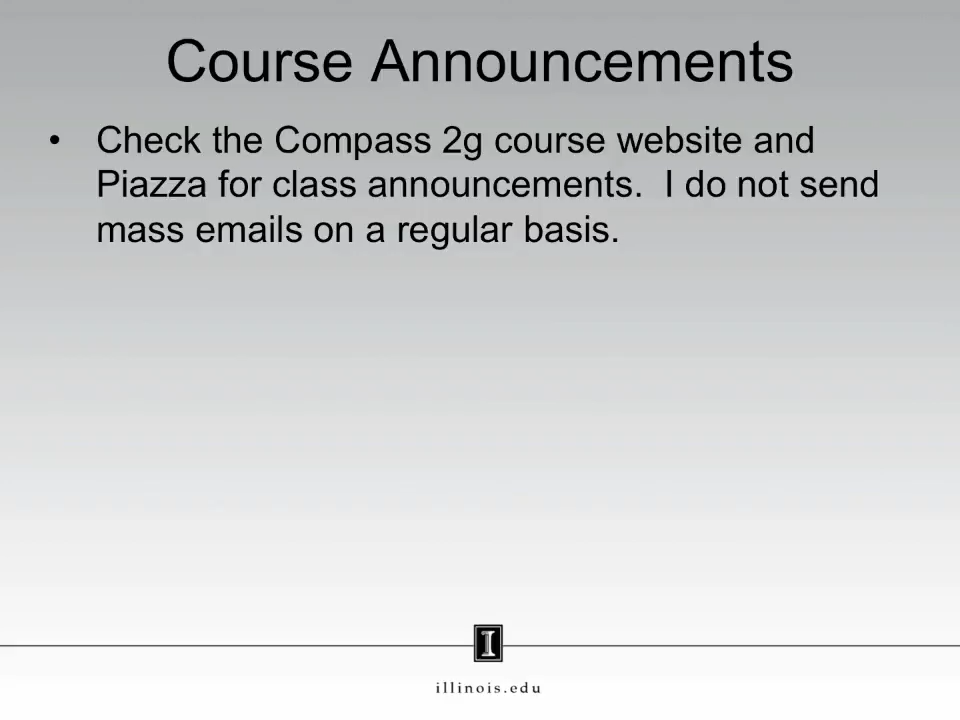 Course Announcements
• Check the Compass 2g course website and
Piazza for class announcements.  I do not send
mass emails on a regular basis.
I
illinois.edu